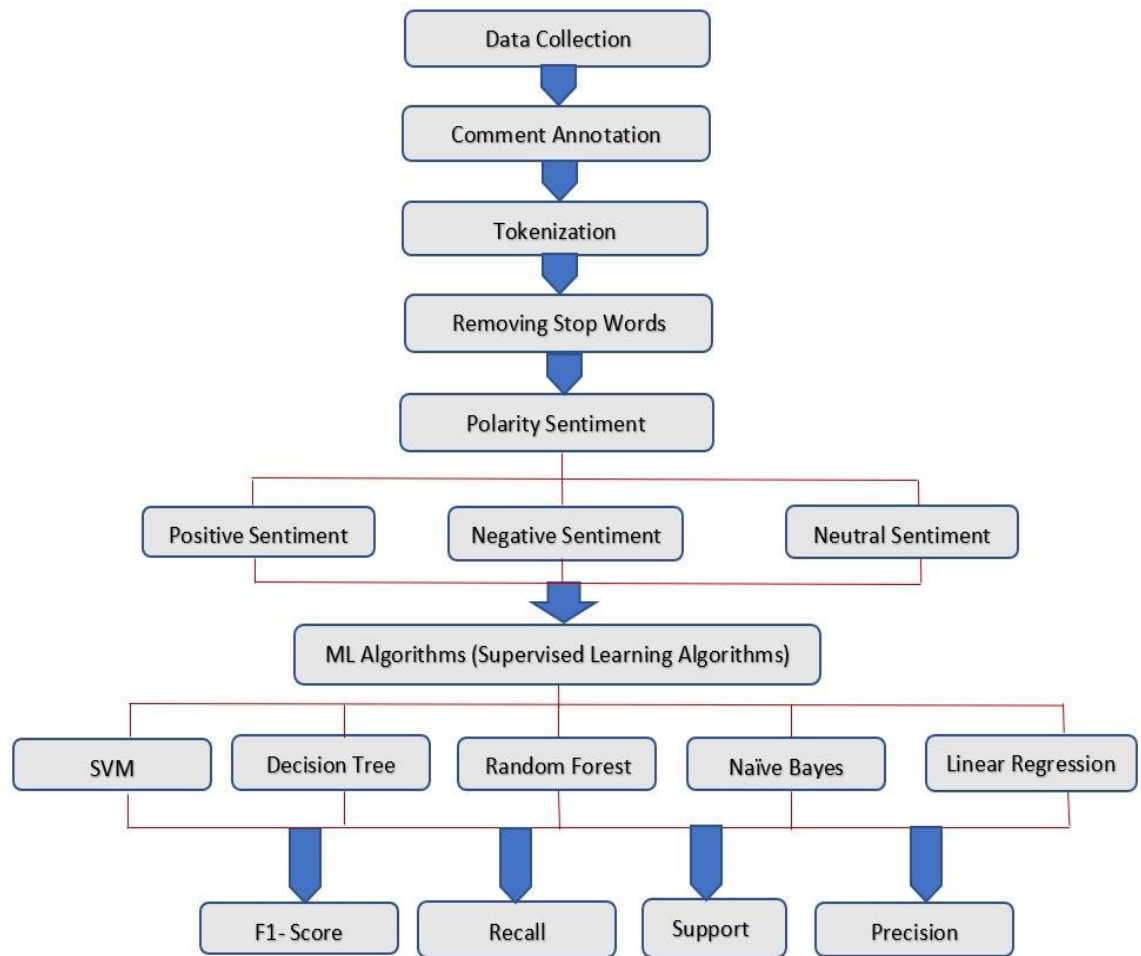 Data Collection
Comment Annotation
Tokenization
Removing Stop Words
Polarity Sentiment
Positive Sentiment
Negative Sentiment
Neutral Sentiment
ML Algorithms (Supervised Learning Algorithms)
SVM
Decision Tree
Random Forest
Naïve Bayes
Linear Regression
F1- Score
Recall
Support
Precision